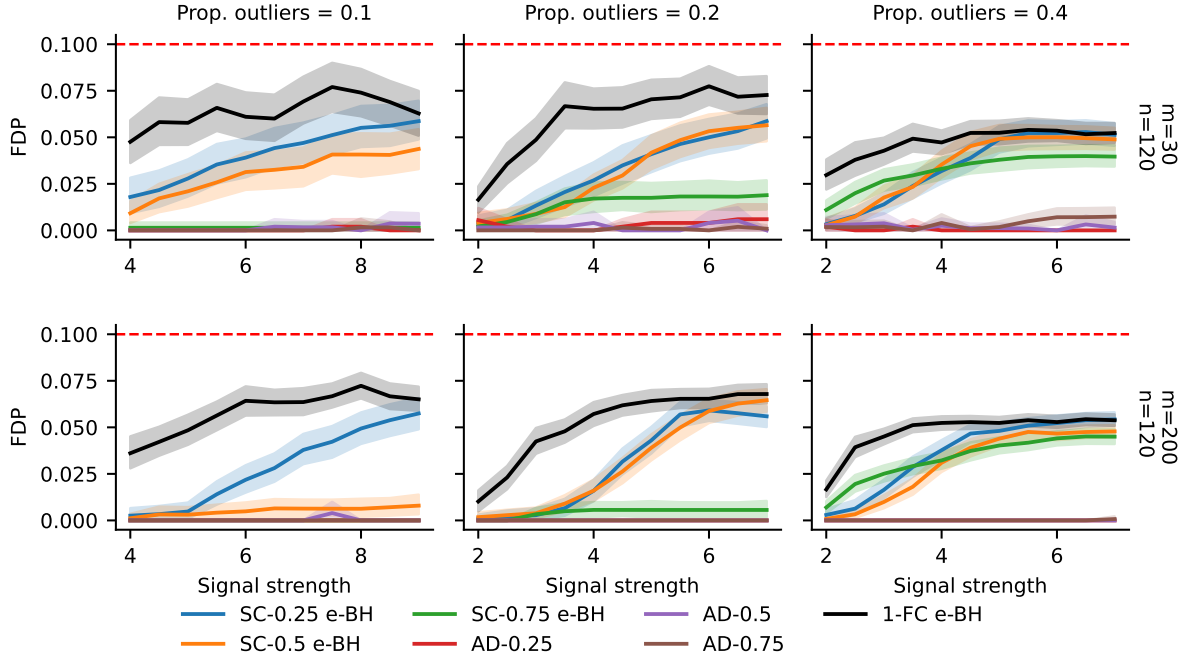 Prop. outliers = 0.1
Prop. outliers = 0.2
Prop. outliers = 0.4
0.100
0.075
0.050
0.025
0.000
FDP
4
6
8
2
4
6
2
4
6
m=30
n=120
0.100
0.075
0.050
0.025
0.000
FDP
4
6
8
2
4
6
2
4
6
m=200
n=120
Signal strength
Signal strength
Signal strength
SC-0.25 e-BH
SC-0.5 e-BH
SC-0.75 e-BH
AD-0.25
AD-0.5
AD-0.75
1-FC e-BH